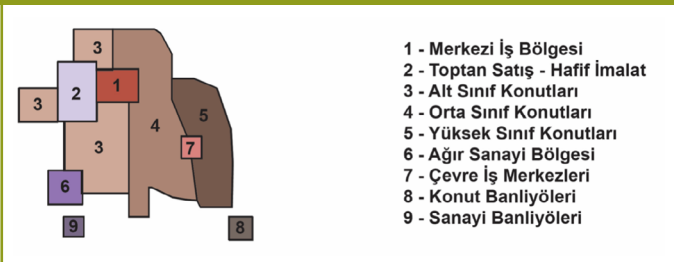 3
1 - Merkezi İş Bölgesi
2 - Toptan Satış - Hafif İmalat
3 - Alt Sınıf Konutları
4 - Orta Sınıf Konutları
5 - Yüksek Sınıf Konutları
6 - Ağır Sanayi Bölgesi
7 - Çevre İş Merkezleri
8 - Konut Banliyöleri
9 - Sanayi Banliyöleri
1
2
3
5
4
3
7
6
9
8